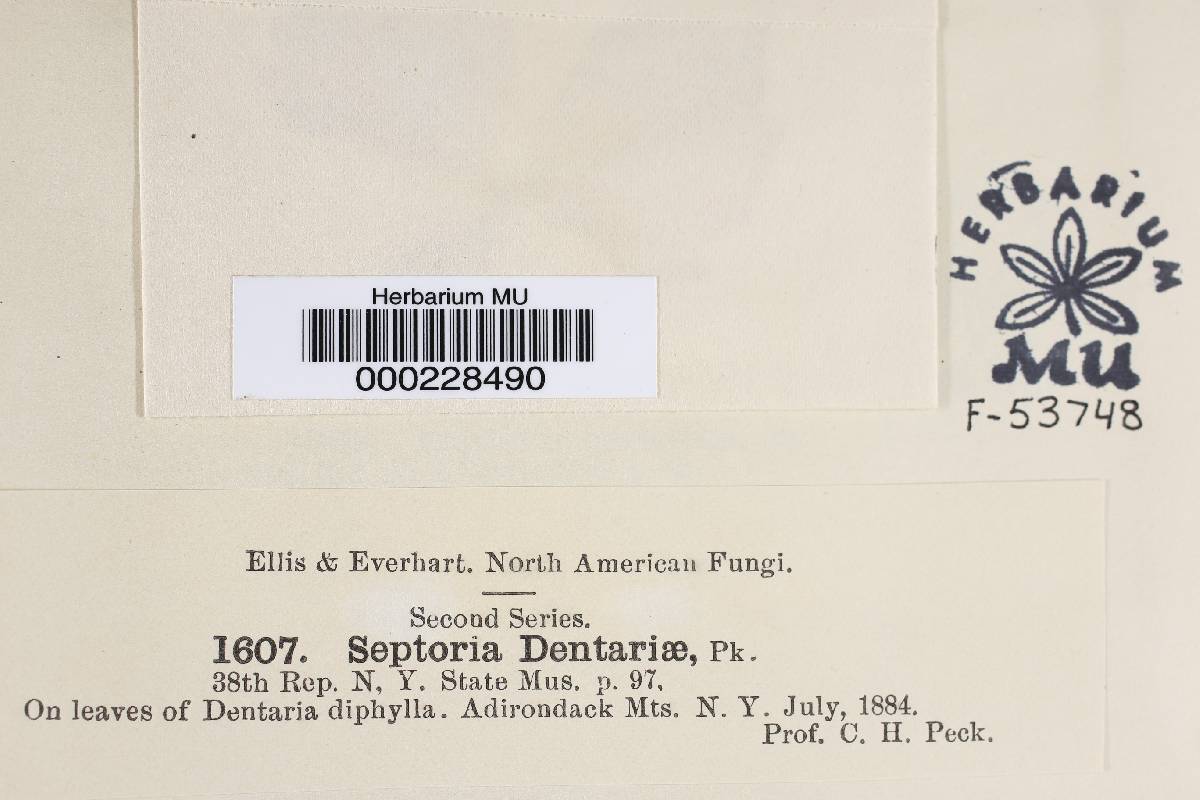 Herbarium MU
000228490
HERBARIUM
MU
F-53748
Ellis & Everhart. North American Fungi.
Second Series.
1607. Septoria Dentariæ, Pk.
38th Rep. N, Y. State Mus. p. 97,
On leaves of Dentaria diphylla. Adirondack Mts. N. Y. July, 1884.
Prof. C. H. Peck.